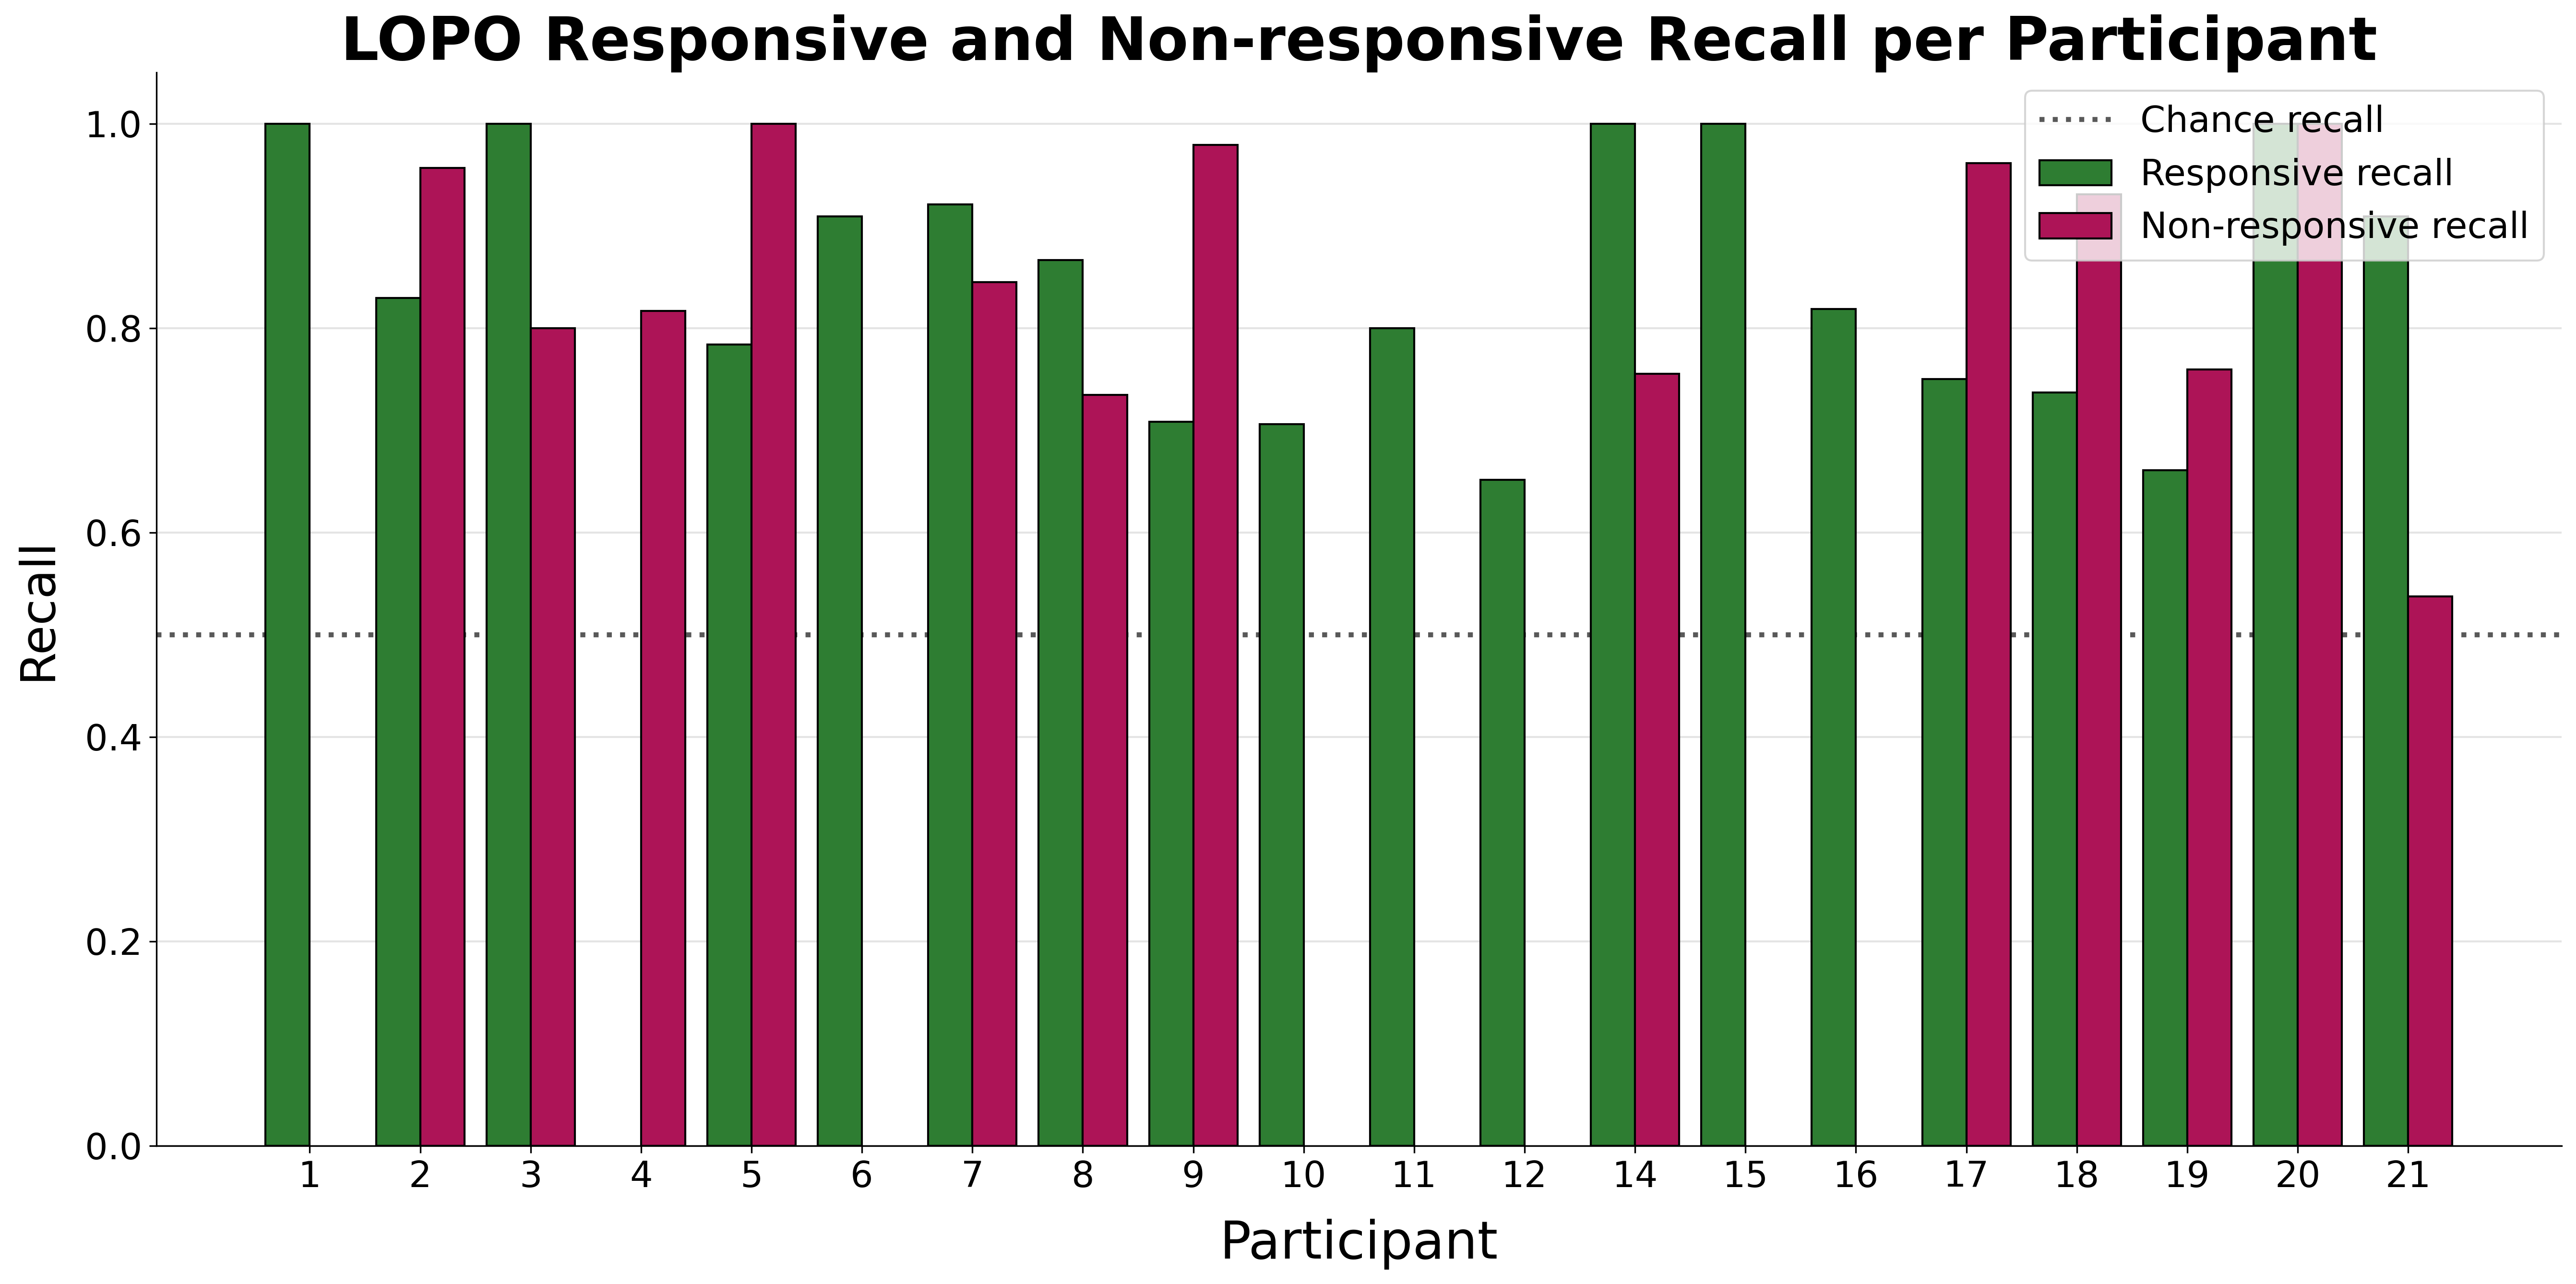 LOPO Responsive and Non-responsive Recall per Participant
Chance recall
Responsive recall
Non-responsive recall
Recall
1.0
0.8
0.6
0.4
0.2
0.0
1 2 3 4 5 6 7 8 9 10 11 12 14 15 16 17 18 19 20 21
Participant